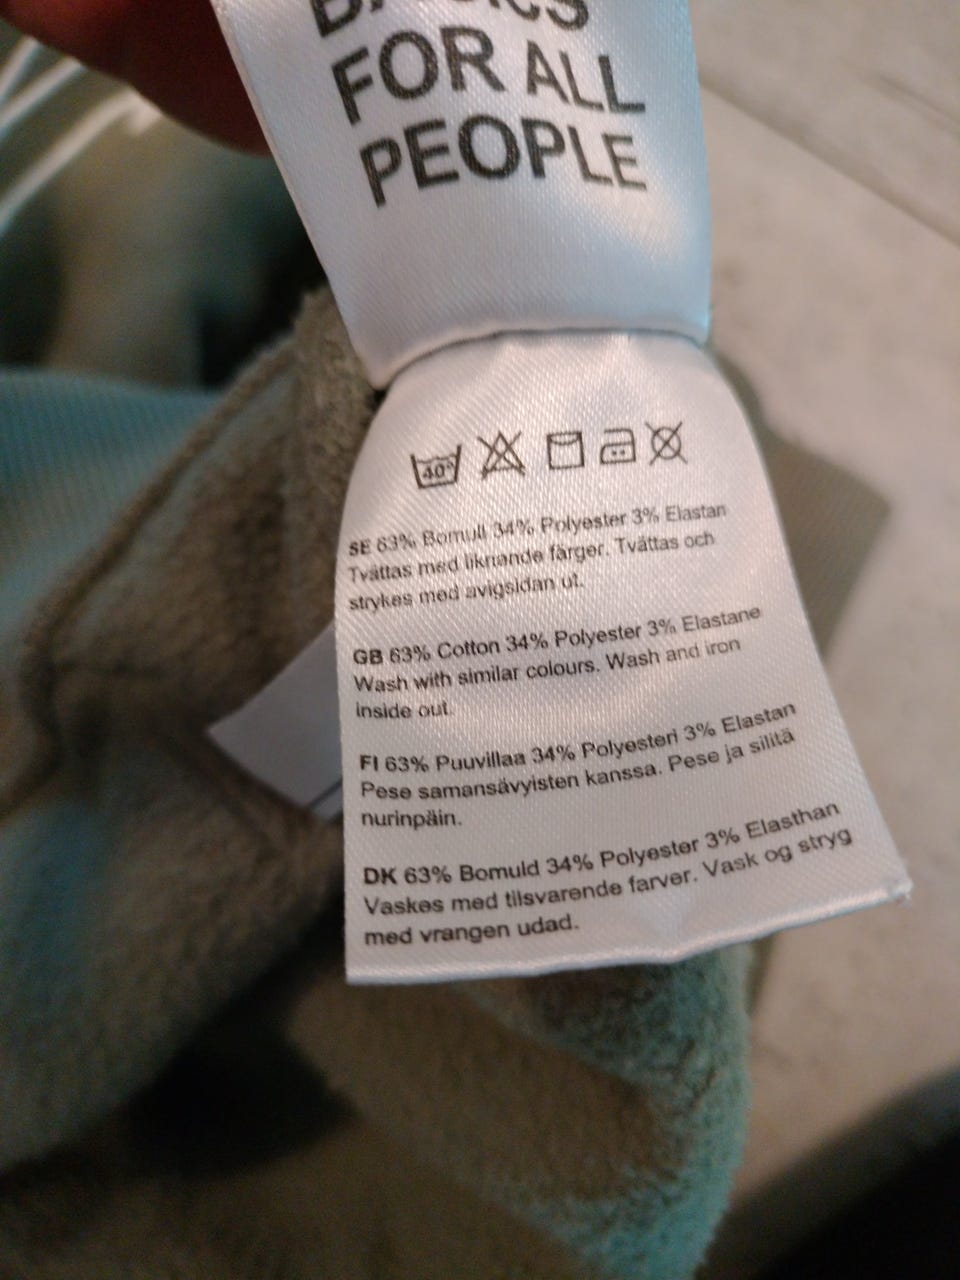 BASICS
FOR ALL
PEOPLE
40°
SE 63% Bomull 34% Polyester 3% Elastan
Tvättas med liknande färger. Tvättas och
strykes med avigsidan ut.
GB 63% Cotton 34% Polyester 3% Elastane
Wash with similar colours. Wash and iron
inside out.
FI 63% Puuvillaa 34% Polyesteri 3% Elastan
Pese samansävyisten kanssa. Pese ja silitä
nurinpäin.
DK 63% Bomuld 34% Polyester 3% Elasthan
Vaskes med tilsvarende farver. Vask og stryg
med vrangen udad.